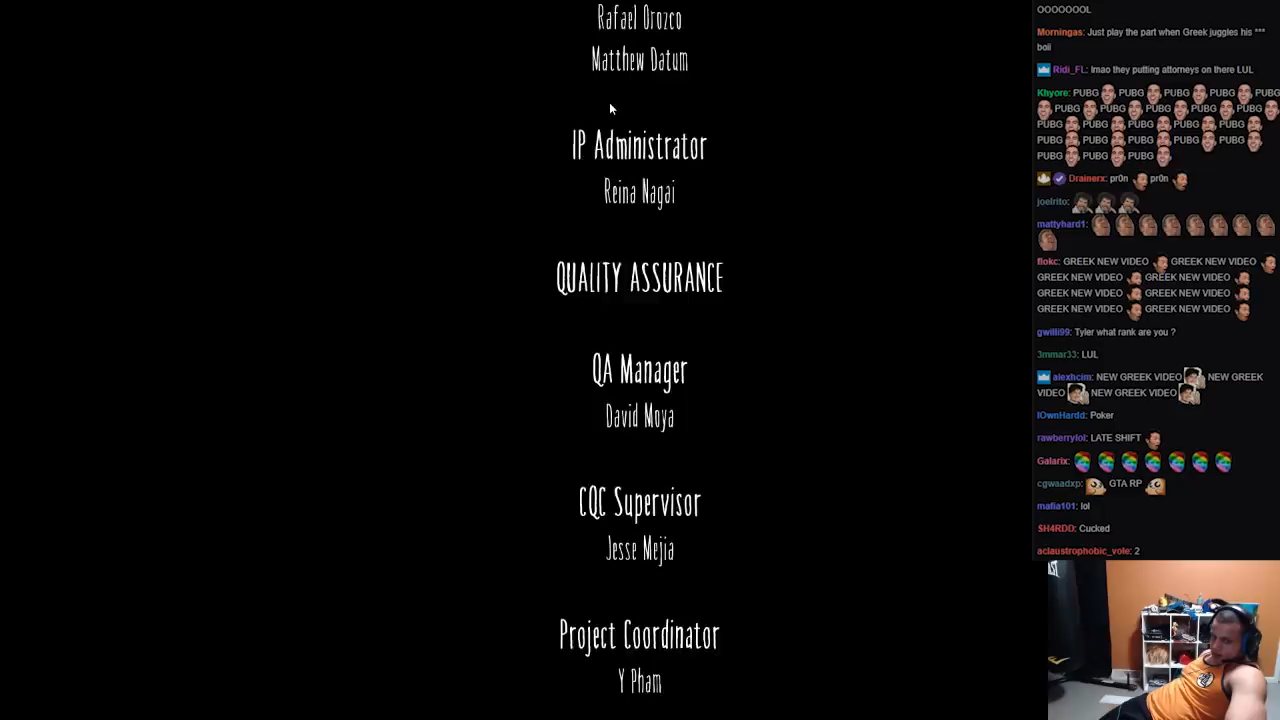 Rafael Orozco
Matthew Datum
IP Administrator
Reina Nagai
QUALITY ASSURANCE
QA Manager
David Moya
CQC Supervisor
Jesse Mejia
Project Coordinator
Y Pham
OOOOOOOL
Morningas: Just play the part when Greek juggles his ***
boii
Ridi_FL: lmao they putting attorneys on there LUL
Khyore: PUBG PUBG PUBG PUBG PUBG
PUBG PUBG PUBG PUBG PUBG
PUBG PUBG PUBG PUBG PUBG
PUBG PUBG PUBG PUBG PUBG
PUBG PUBG PUBG
Drainerx: pr0n pr0n
joelrito:
mattyhard1:
flokc: GREEK NEW VIDEO GREEK NEW VIDEO
GREEK NEW VIDEO GREEK NEW VIDEO
GREEK NEW VIDEO GREEK NEW VIDEO
GREEK NEW VIDEO GREEK NEW VIDEO
gwilli99: Tyler what rank are you ?
3mmar33: LUL
alexhcim: NEW GREEK VIDEO NEW GREEK
VIDEO NEW GREEK VIDEO
IOwnHardd: Poker
rawberrylol: LATE SHIFT
Galarix:
cgwaadxp: GTA RP
mafia101: lol
SH4RDD: Cucked
aclaustrophobic_vole: 2